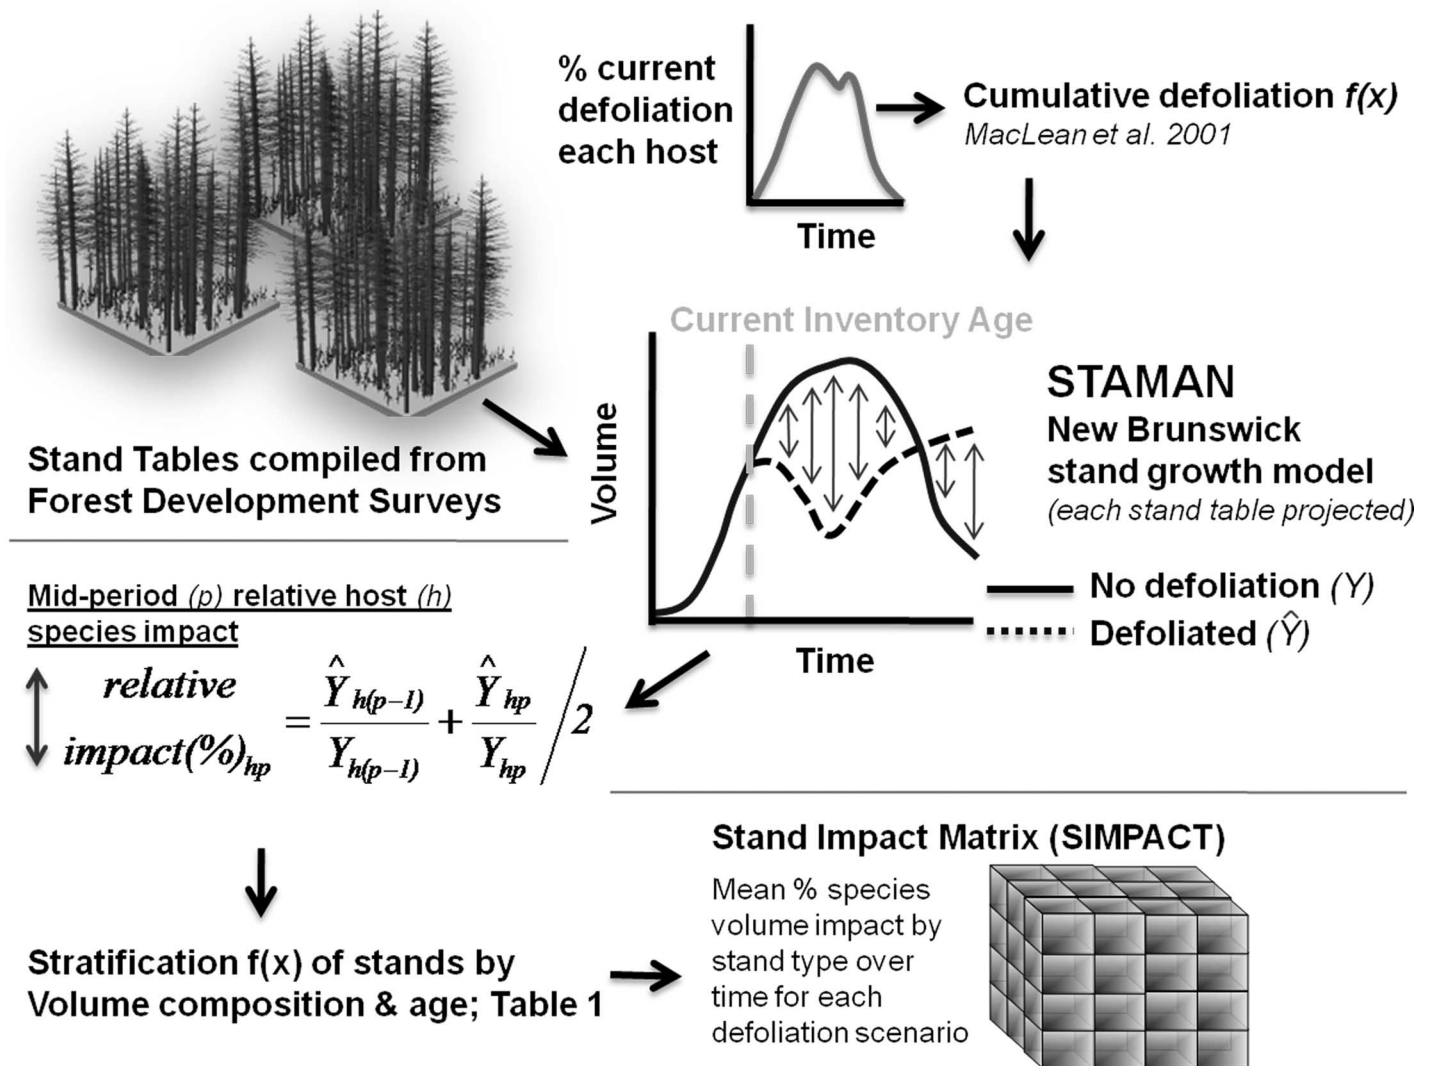 % current
defoliation
each host
Time
Cumulative defoliation f(x)
MacLean et al. 2001
Stand Tables compiled from
Forest Development Surveys
Current Inventory Age
Volume
Time
STAMAN
New Brunswick
stand growth model
(each stand table projected)
No defoliation (Y)
Defoliated (Ŷ)
Mid-period (p) relative host (h)
species impact
relative
impact(%)hp = Ŷh(p−1)/Yh(p−1) + Ŷhp/Yhp / 2
Stratification f(x) of stands by
Volume composition & age; Table 1
Stand Impact Matrix (SIMPACT)
Mean % species
volume impact by
stand type over
time for each
defoliation scenario